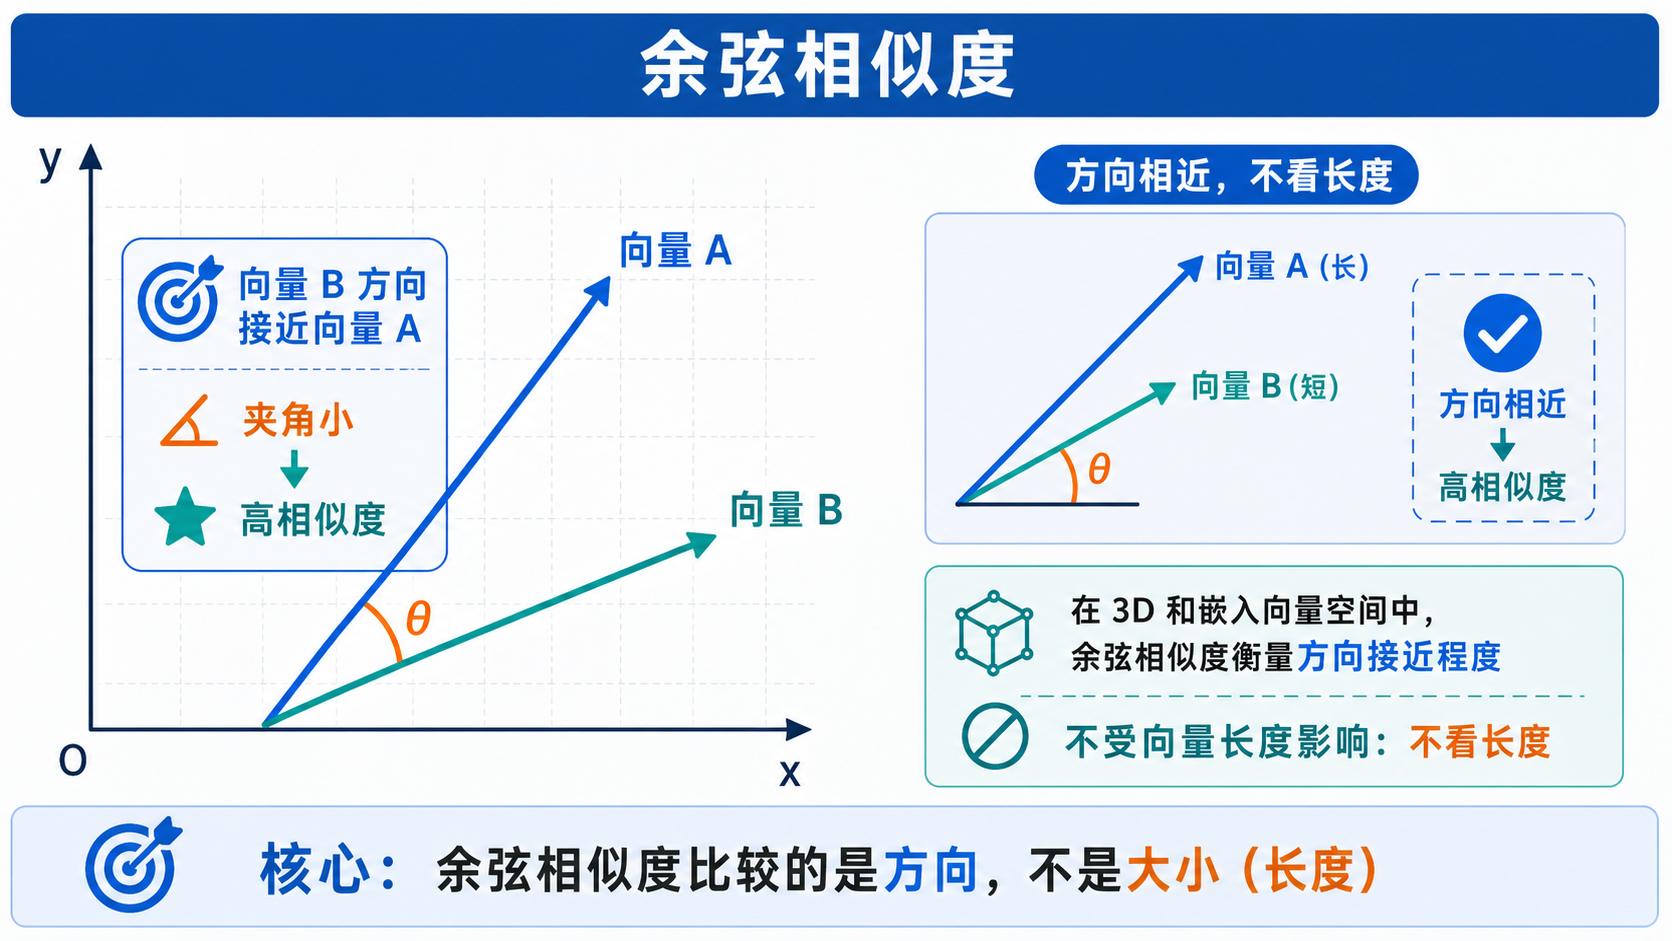 余弦相似度
y
向量 B 方向
接近向量 A
夹角小
高相似度
向量 A
向量 B
θ
O
x
方向相近，不看长度
向量 A (长)
向量 B (短)
θ
方向相近
高相似度
在 3D 和嵌入向量空间中，
余弦相似度衡量方向接近程度
不受向量长度影响：不看长度
核心：余弦相似度比较的是方向，不是大小（长度）